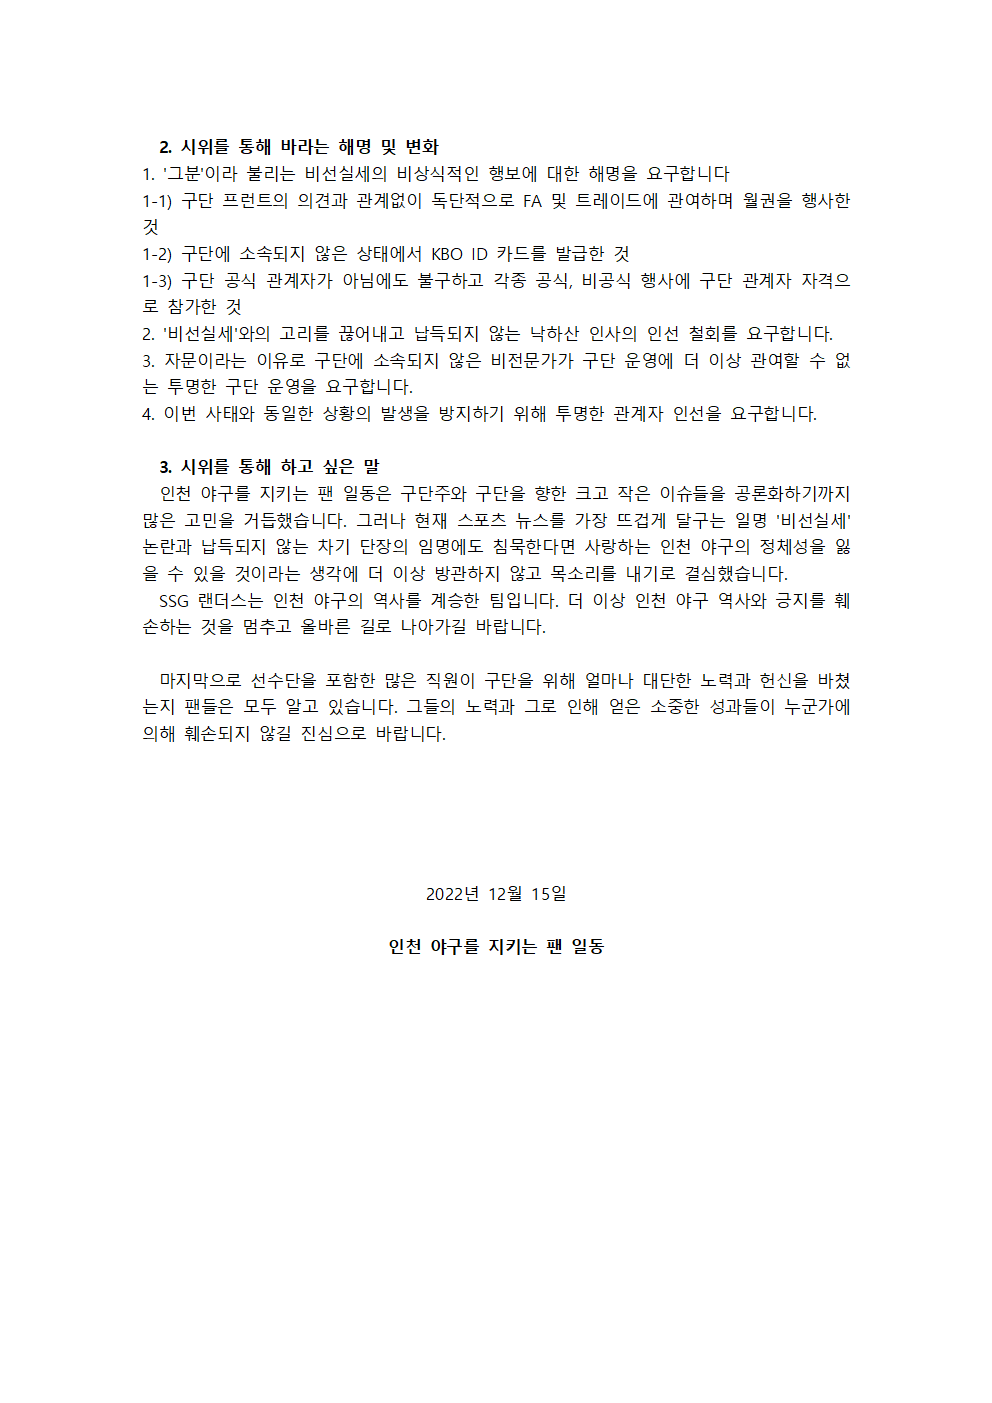 2. 시위를 통해 바라는 해명 및 변화
1. '그분'이라 불리는 비선실세의 비상식적인 행보에 대한 해명을 요구합니다
1-1) 구단 프런트의 의견과 관계없이 독단적으로 FA 및 트레이드에 관여하며 월권을 행사한
것
1-2) 구단에 소속되지 않은 상태에서 KBO ID 카드를 발급한 것
1-3) 구단 공식 관계자가 아님에도 불구하고 각종 공식, 비공식 행사에 구단 관계자 자격으
로 참가한 것
2. '비선실세'와의 고리를 끊어내고 납득되지 않는 낙하산 인사의 인선 철회를 요구합니다.
3. 자문이라는 이유로 구단에 소속되지 않은 비전문가가 구단 운영에 더 이상 관여할 수 없
는 투명한 구단 운영을 요구합니다.
4. 이번 사태와 동일한 상황의 발생을 방지하기 위해 투명한 관계자 인선을 요구합니다.
3. 시위를 통해 하고 싶은 말
인천 야구를 지키는 팬 일동은 구단주와 구단을 향한 크고 작은 이슈들을 공론화하기까지
많은 고민을 거듭했습니다. 그러나 현재 스포츠 뉴스를 가장 뜨겁게 달구는 일명 '비선실세'
논란과 납득되지 않는 차기 단장의 임명에도 침묵한다면 사랑하는 인천 야구의 정체성을 잃
을 수 있을 것이라는 생각에 더 이상 방관하지 않고 목소리를 내기로 결심했습니다.
SSG 랜더스는 인천 야구의 역사를 계승한 팀입니다. 더 이상 인천 야구 역사와 긍지를 훼
손하는 것을 멈추고 올바른 길로 나아가길 바랍니다.
마지막으로 선수단을 포함한 많은 직원이 구단을 위해 얼마나 대단한 노력과 헌신을 바쳤
는지 팬들은 모두 알고 있습니다. 그들의 노력과 그로 인해 얻은 소중한 성과들이 누군가에
의해 훼손되지 않길 진심으로 바랍니다.
2022년 12월 15일
인천 야구를 지키는 팬 일동